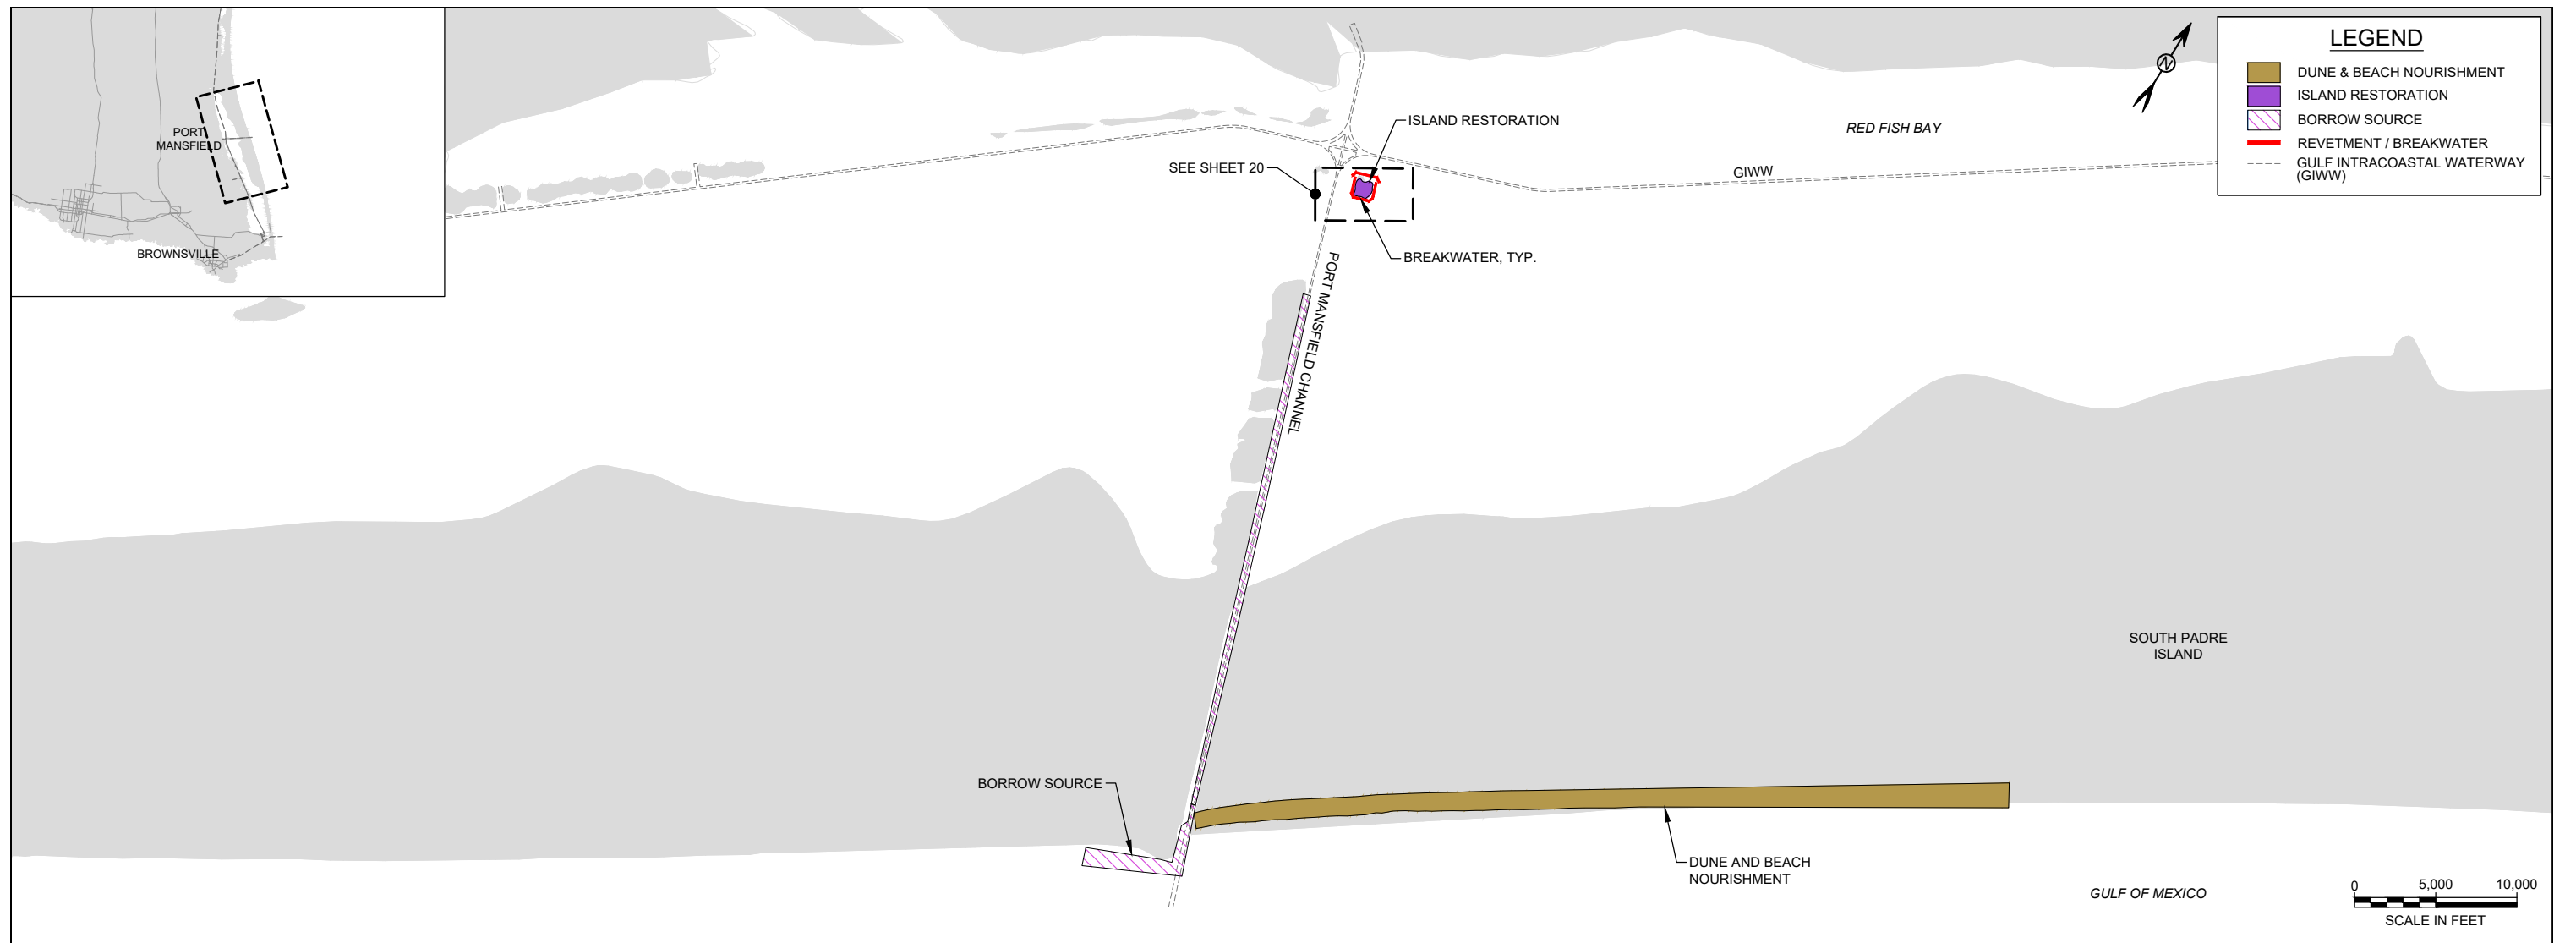 PORT
MANSFIELD
BROWNSVILLE
LEGEND
DUNE & BEACH NOURISHMENT
ISLAND RESTORATION
BORROW SOURCE
REVETMENT / BREAKWATER
GULF INTRACOASTAL WATERWAY
(GIWW)
N
ISLAND RESTORATION
RED FISH BAY
SEE SHEET 20
GIWW
BREAKWATER, TYP.
PORT MANSFIELD CHANNEL
SOUTH PADRE
ISLAND
BORROW SOURCE
DUNE AND BEACH
NOURISHMENT
GULF OF MEXICO
0 5,000 10,000
SCALE IN FEET